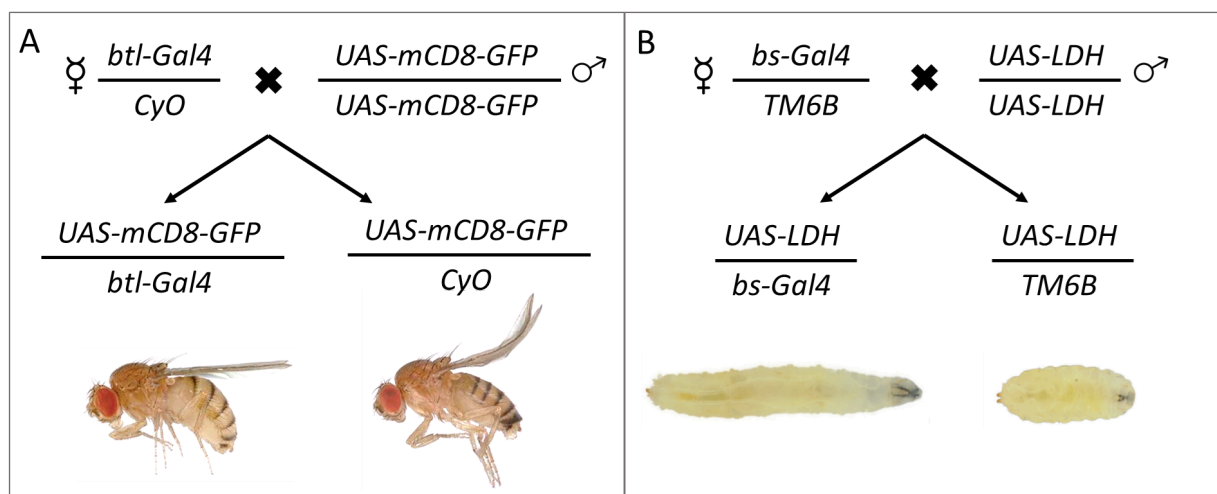 A
btl-Gal4
CyO
UAS-mCD8-GFP
UAS-mCD8-GFP
UAS-mCD8-GFP
btl-Gal4
UAS-mCD8-GFP
CyO
B
bs-Gal4
TM6B
UAS-LDH
UAS-LDH
UAS-LDH
bs-Gal4
UAS-LDH
TM6B